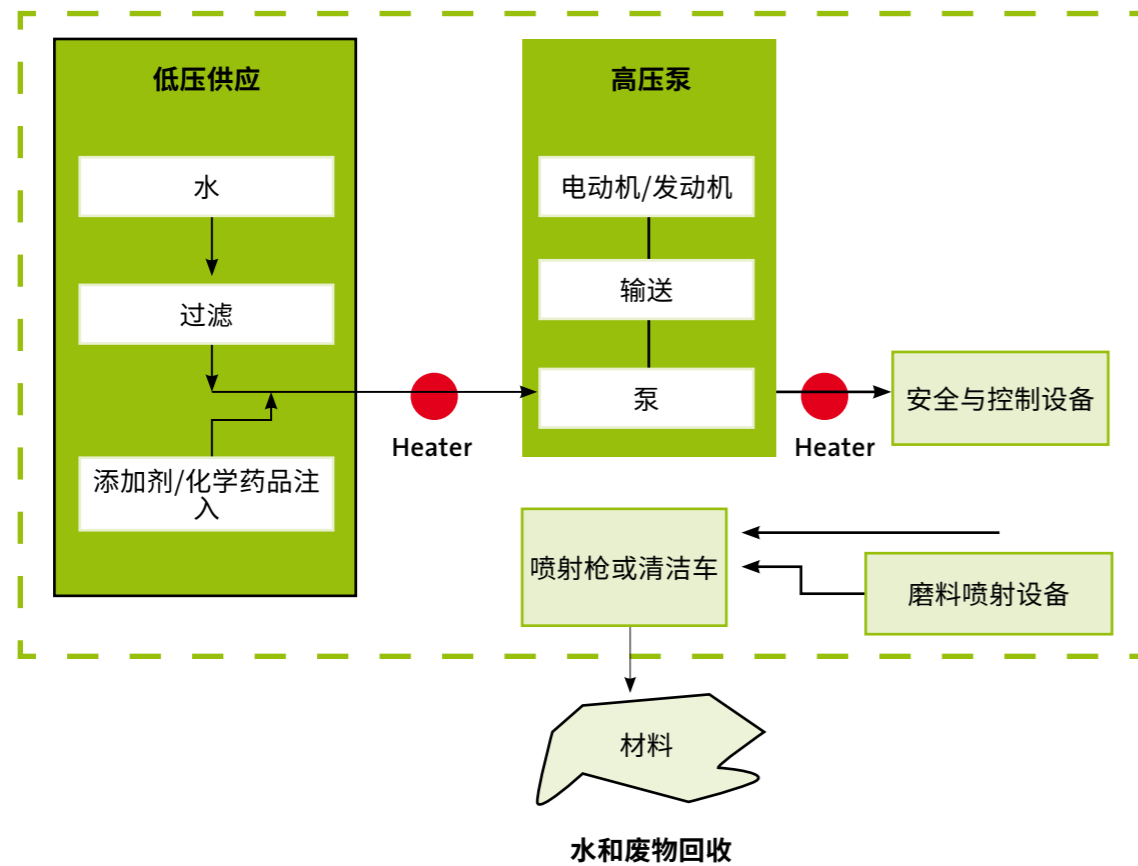 低压供应
水
过滤
添加剂/化学药品注
入
Heater
高压泵
电动机/发动机
输送
泵
Heater
安全与控制设备
喷射枪或清洁车
磨料喷射设备
材料
水和废物回收